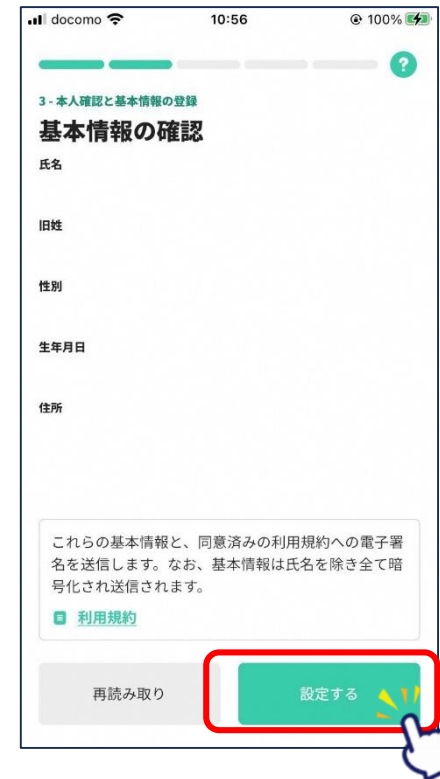 docomo 10:56 100%
?
3 - 本人確認と基本情報の登録
基本情報の確認
氏名
旧姓
性別
生年月日
住所
これらの基本情報と、同意済みの利用規約への電子署
名を送信します。なお、基本情報は氏名を除き全て暗
号化され送信されます。
利用規約
再読み取り 設定する